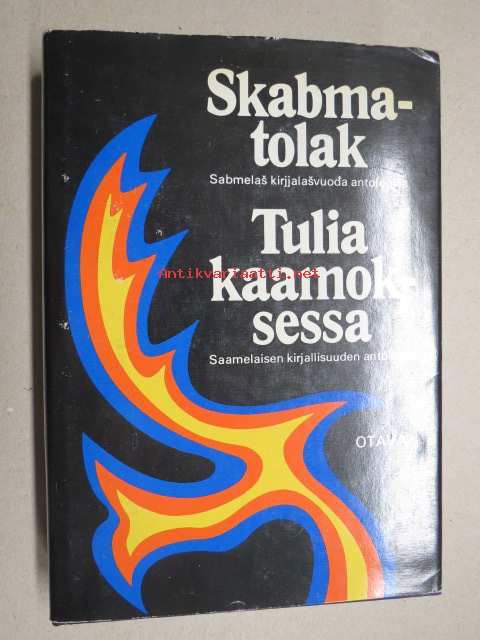 Skabma-
tolak
Sabmelaš kirjjalašvuođa
Tulia
Antikvariaatti.net
kaamok-
sessa
Saamelaisen kirjallisuuden
OTAVA